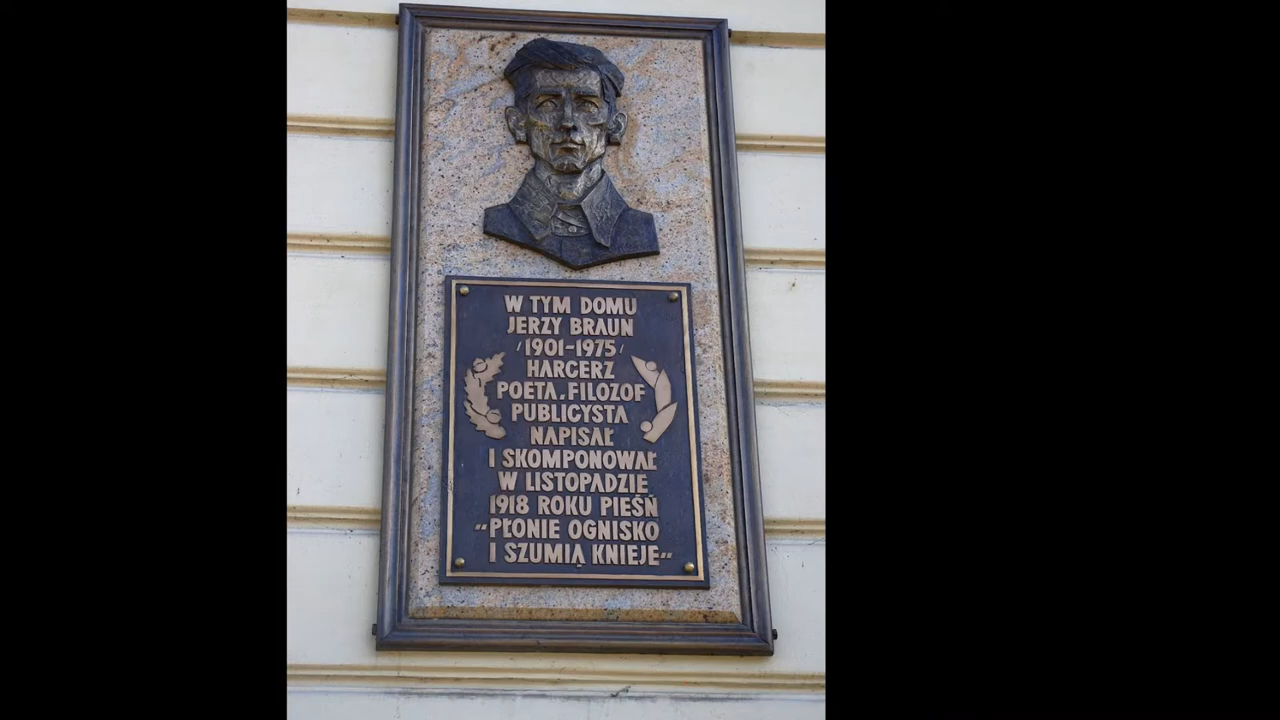 W TYM DOMU
JERZY BRAUN
/1901-1975/
HARCERZ
POETA, FILOZOF
PUBLICYSTA
NAPISAŁ
I SKOMPONOWAŁ
W LISTOPADZIE
1918 ROKU PIEŚŃ
"PŁONIE OGNISKO
I SZUMIĄ KNIEJE"